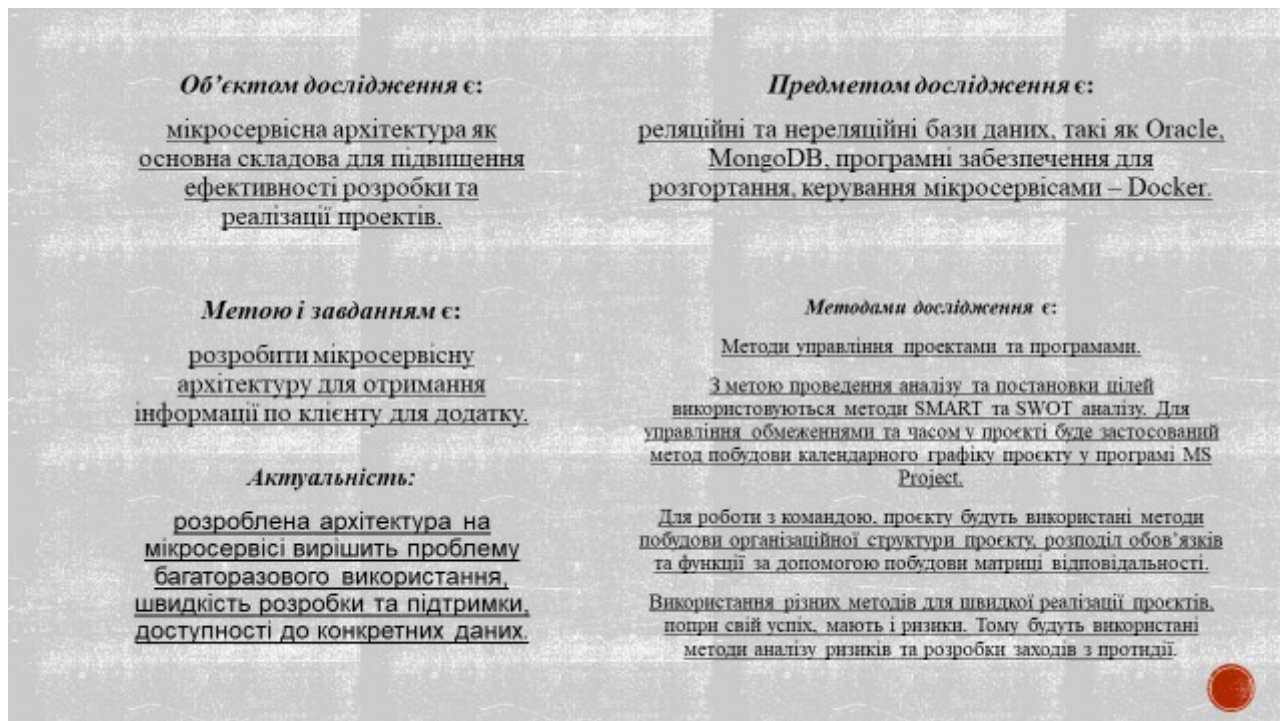 Об’єктом дослідження є:
мікросервісна архітектура як
основна складова для підвищення
ефективності розробки та
реалізації проектів.
Метою і завданням є:
розробити мікросервісну
архітектуру для отримання
інформації по клієнту для додатку.
Актуальність:
розроблена архітектура на
мікросервісі вирішить проблему
багаторазового використання,
швидкість розробки та підтримки,
доступності до конкретних даних.
Предметом дослідження є:
реляційні та нереляційні бази даних, такі як Oracle,
MongoDB, програмні забезпечення для
розгортання, керування мікросервісами – Docker.
Методами дослідження є:
Методи управління проектами та програмами.
З метою проведення аналізу та постановки цілей
використовуються методи SMART та SWOT аналізу. Для
управління обмеженнями та часом у проєкті буде застосований
метод побудови календарного графіку проєкту у програмі MS
Project.
Для роботи з командою, проєкту будуть використані методи
побудови організаційної структури проєкту, розподіл обов’язків
та функції за допомогою побудови матриці відповідальності.
Використання різних методів для швидкої реалізації проєктів,
попри свій успіх, мають і ризики. Тому будуть використані
методи аналізу ризиків та розробки заходів з протидії.